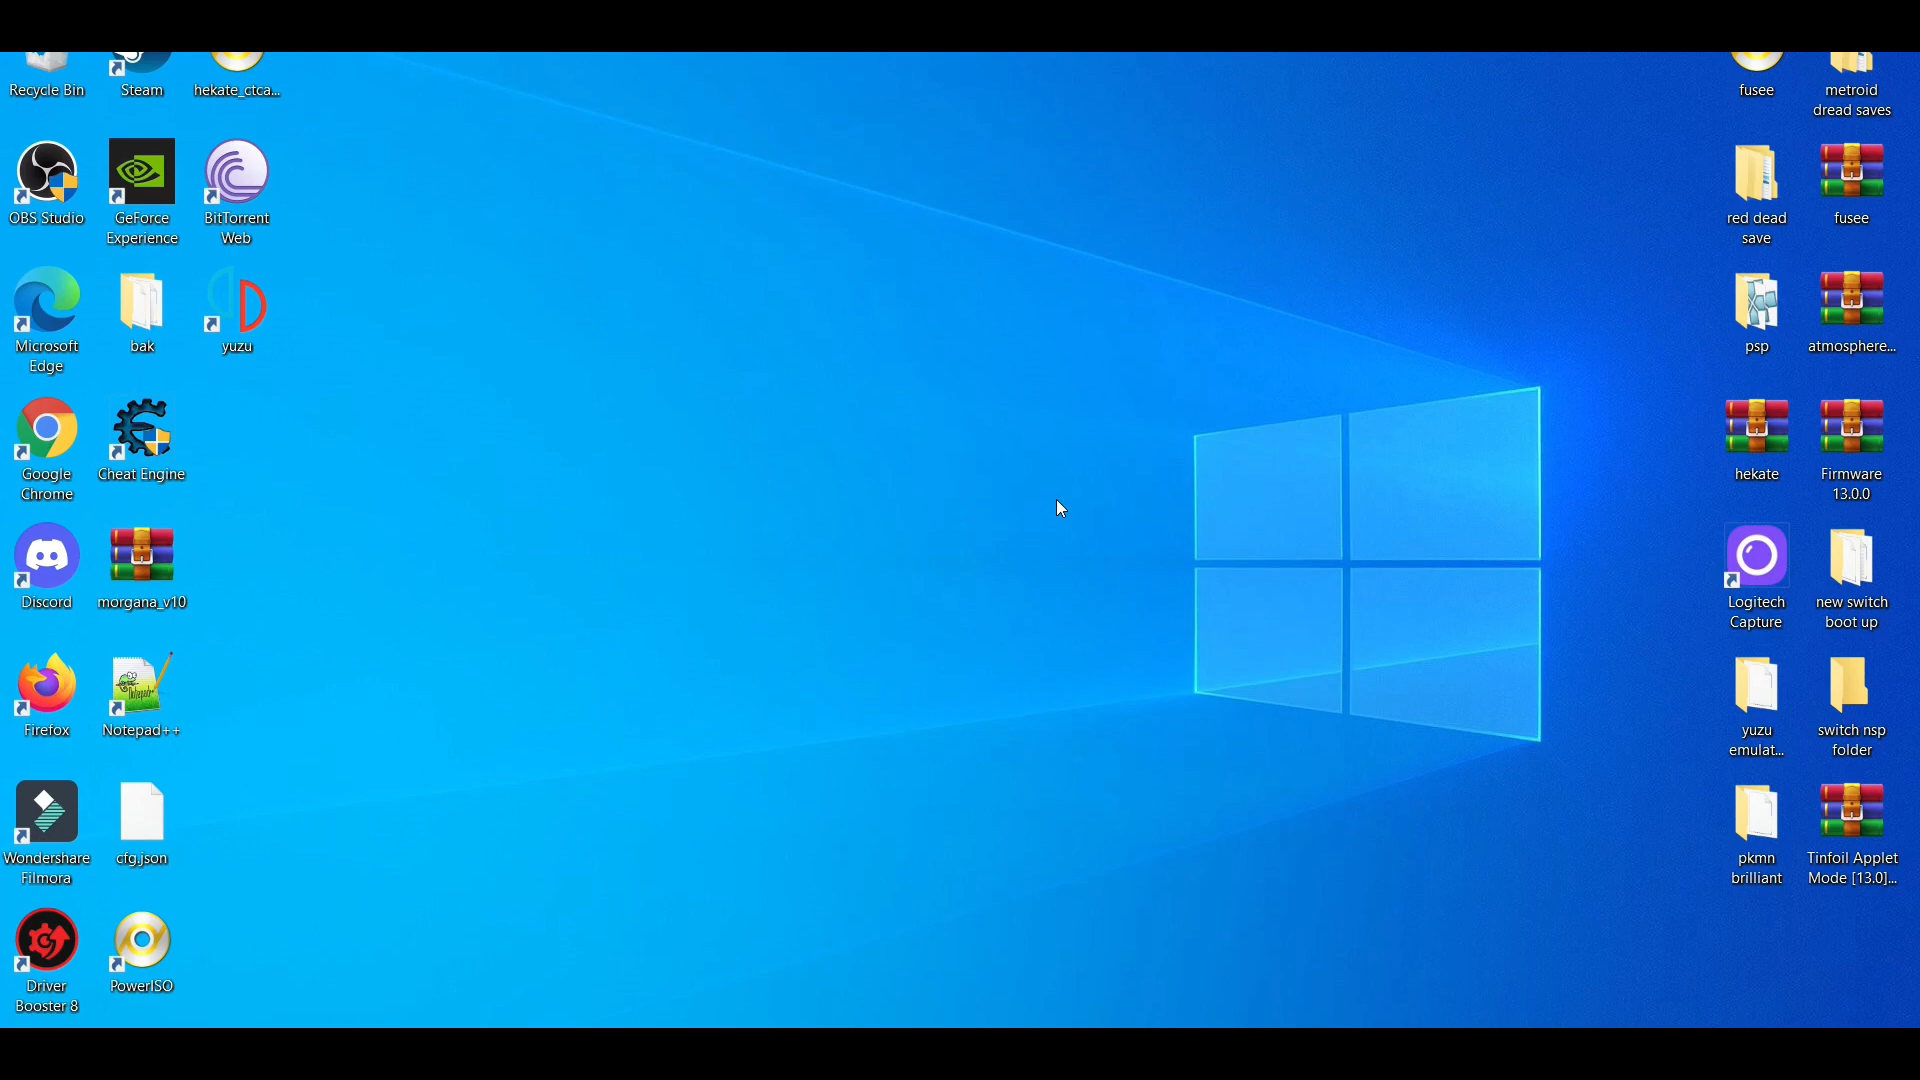 Recycle Bin
Steam
hekate_ctca...
OBS Studio
GeForce
Experience
BitTorrent
Web
Microsoft
Edge
bak
yuzu
Google
Chrome
Cheat Engine
Discord
morgana_v10
Firefox
Notepad++
Wondershare
Filmora
cfg.json
Driver
Booster 8
PowerISO
fusee
metroid
dread saves
red dead
save
fusee
psp
atmosphere...
hekate
Firmware
13.0.0
Logitech
Capture
new switch
boot up
yuzu
emulat...
switch nsp
folder
pkmn
brilliant
Tinfoil Applet
Mode [13.0]...